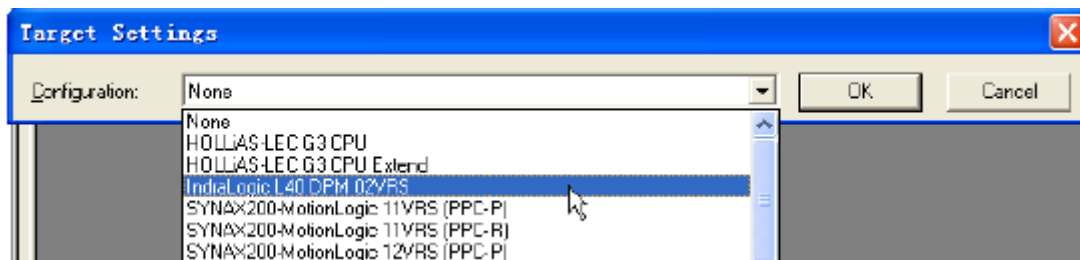 Target Settings
Configuration: None OK Cancel
None
HOLLiAS-LEC G3 CPU
HOLLiAS-LEC G3 CPU Extend
IndraLogic L40 DPM 02VRS
SYNAX200-MotionLogic 11VRS (PPC-P)
SYNAX200-MotionLogic 11VRS (PPC-R)
SYNAX200-MotionLogic 12VRS (PPC-P)